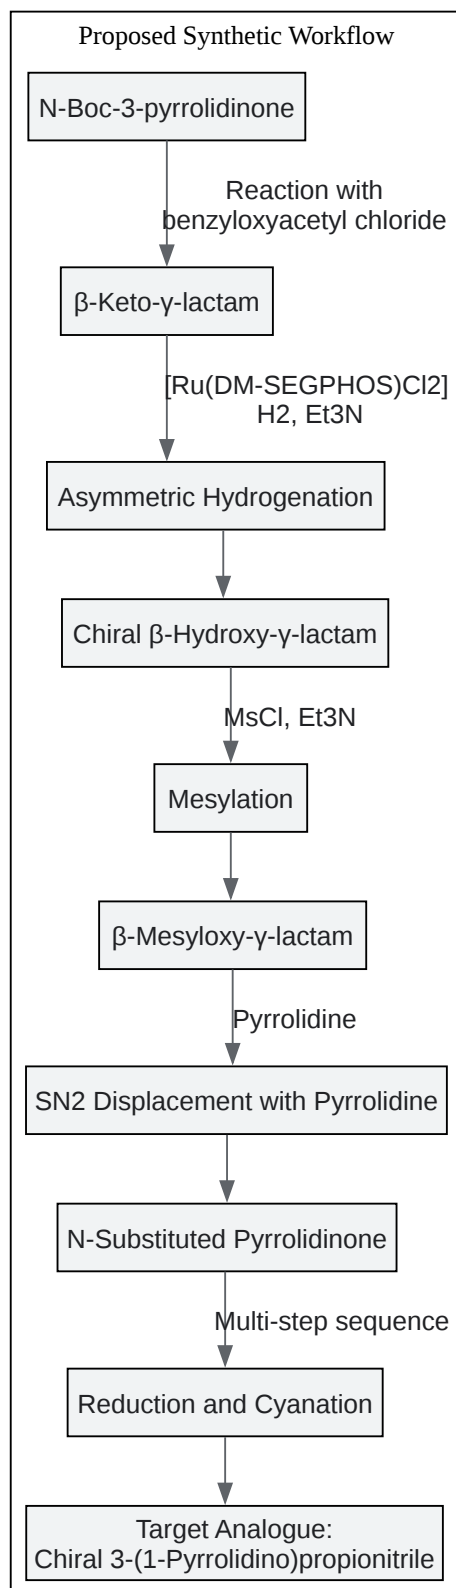 Proposed Synthetic Workflow
N-Boc-3-pyrrolidinone
Reaction with
benzyloxyacetyl chloride
β-Keto-γ-lactam
[Ru(DM-SEGPHOS)Cl2]
H2, Et3N
Asymmetric Hydrogenation
Chiral β-Hydroxy-γ-lactam
MsCl, Et3N
Mesylation
β-Mesyloxy-γ-lactam
Pyrrolidine
SN2 Displacement with Pyrrolidine
N-Substituted Pyrrolidinone
Multi-step sequence
Reduction and Cyanation
Target Analogue:
Chiral 3-(1-Pyrrolidino)propionitrile